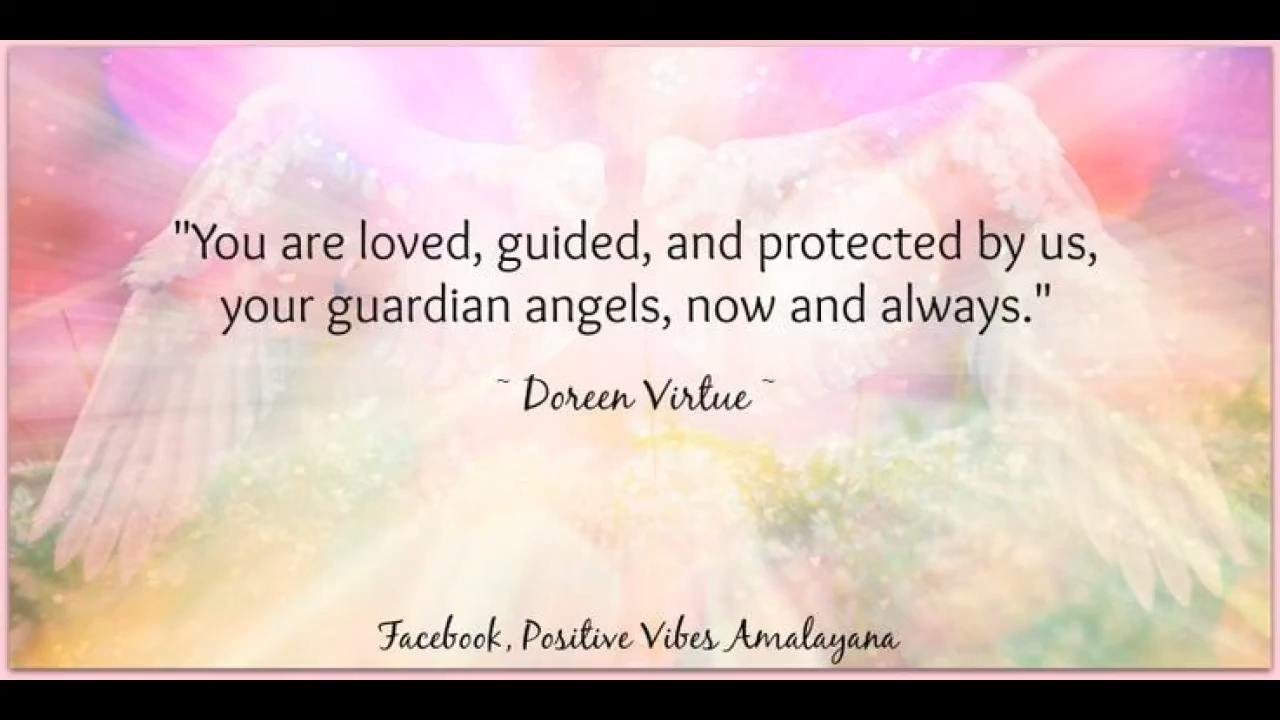 "You are loved, guided, and protected by us,
your guardian angels, now and always."
~ Doreen Virtue ~
Facebook, Positive Vibes Amalayana